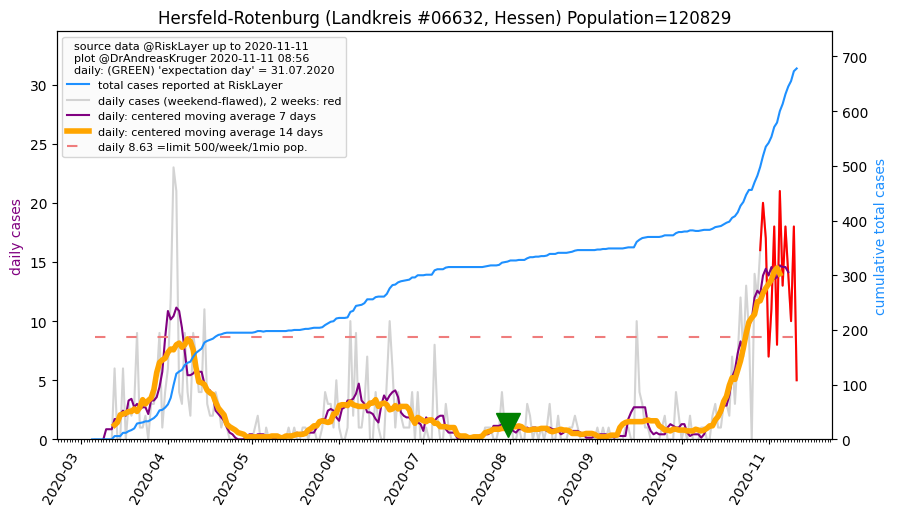 Hersfeld-Rotenburg (Landkreis #06632, Hessen) Population=120829
source data @RiskLayer up to 2020-11-11
plot @DrAndreasKruger 2020-11-11 08:56
daily: (GREEN) 'expectation day' = 31.07.2020
total cases reported at RiskLayer
daily cases (weekend-flawed), 2 weeks: red
daily: centered moving average 7 days
daily: centered moving average 14 days
daily 8.63 =limit 500/week/1mio pop.
daily cases
30
25
20
15
10
5
0
cumulative total cases
700
600
500
400
300
200
100
0
2020-03
2020-04
2020-05
2020-06
2020-07
2020-08
2020-09
2020-10
2020-11